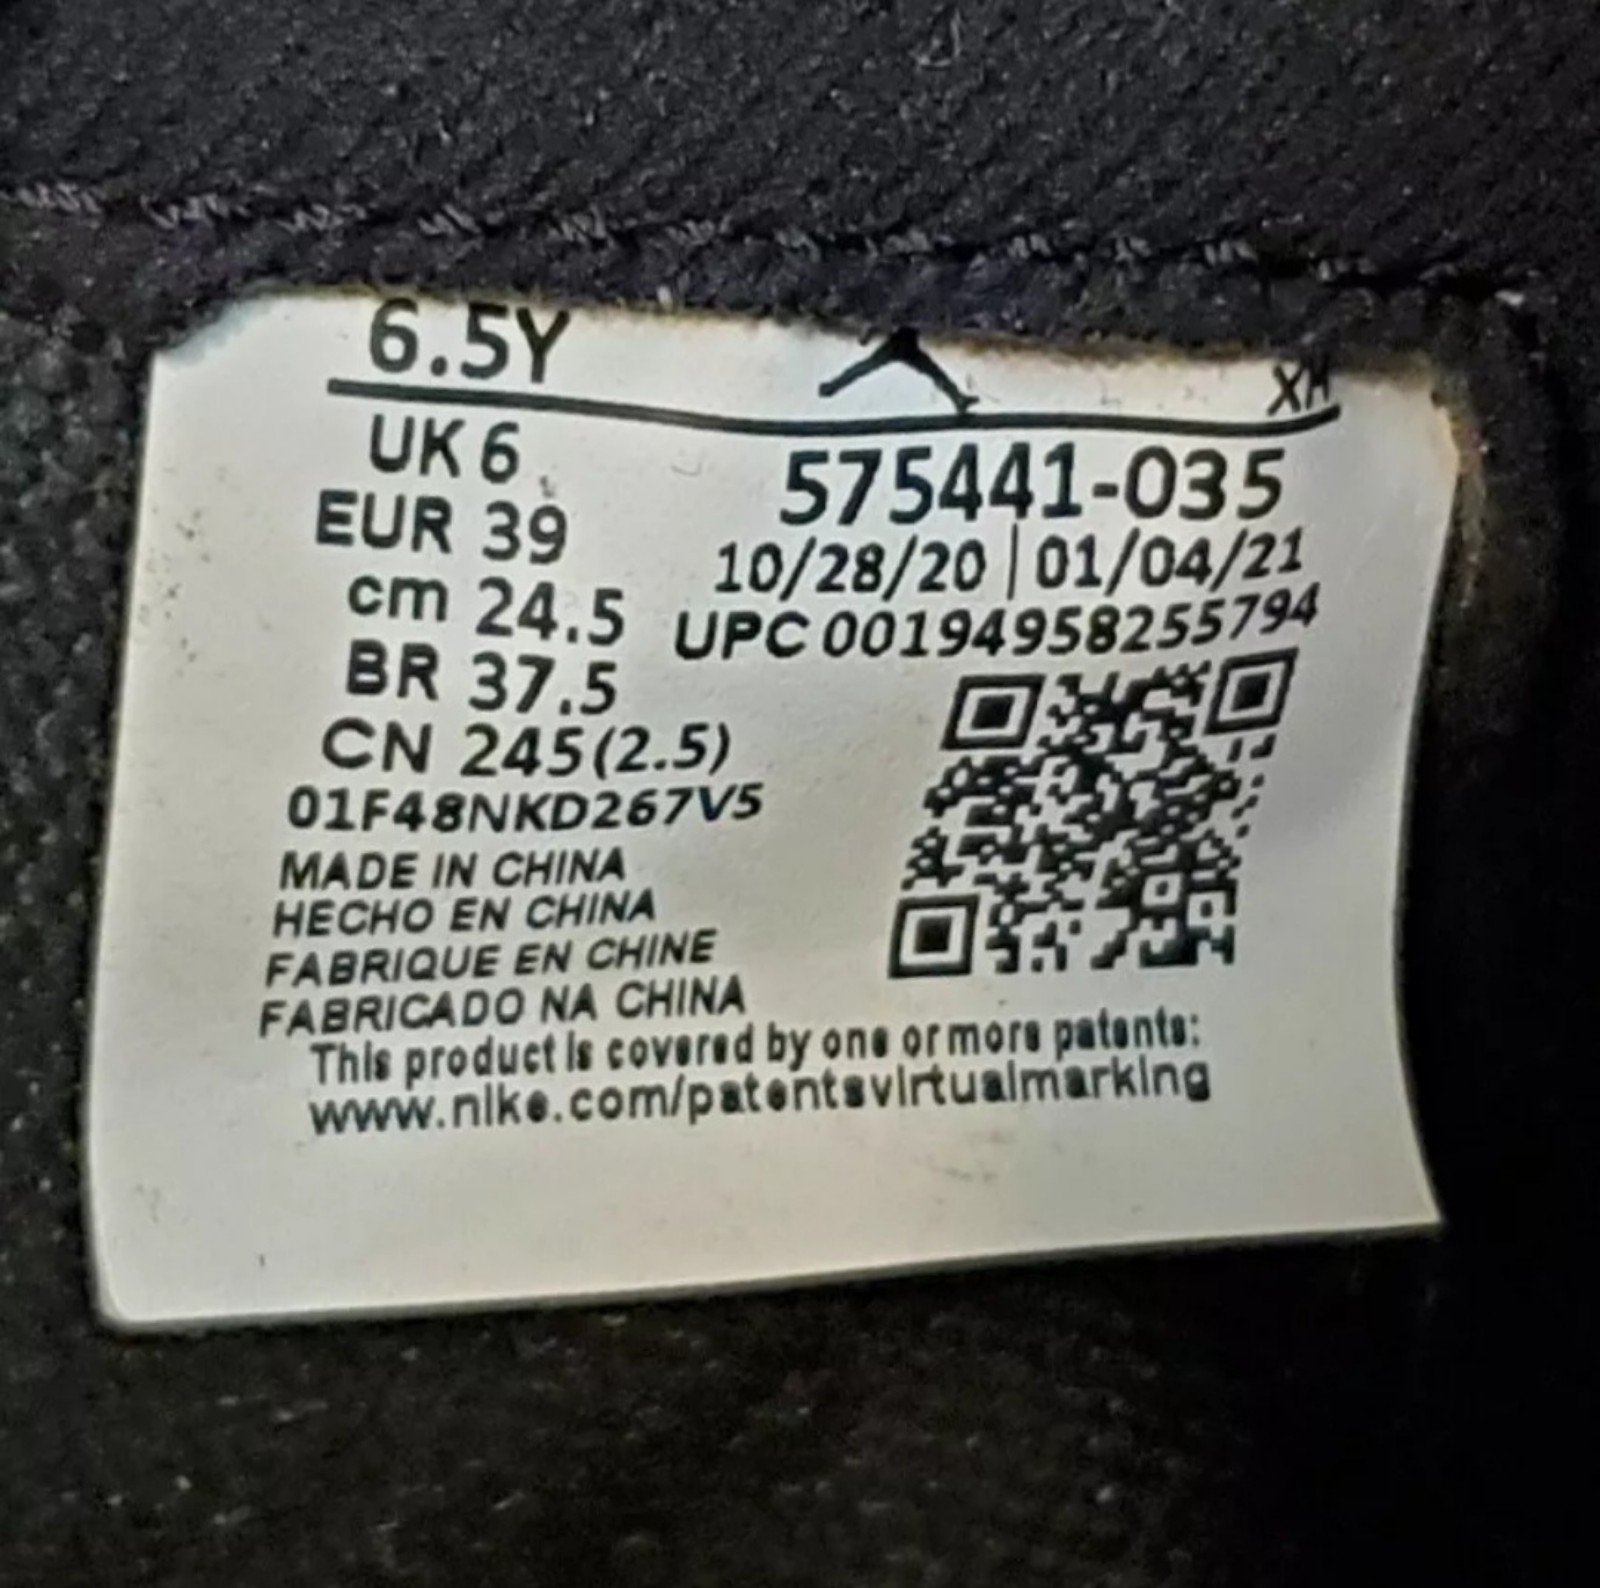 6.5Y XH
UK 6
EUR 39
cm 24.5
BR 37.5
CN 245(2.5)
575441-035
10/28/20 | 01/04/21
UPC 00194958255794
01F48NKD267V5
MADE IN CHINA
HECHO EN CHINA
FABRIQUE EN CHINE
FABRICADO NA CHINA
This product is covered by one or more patents:
www.nike.com/patentsvirtualmarking